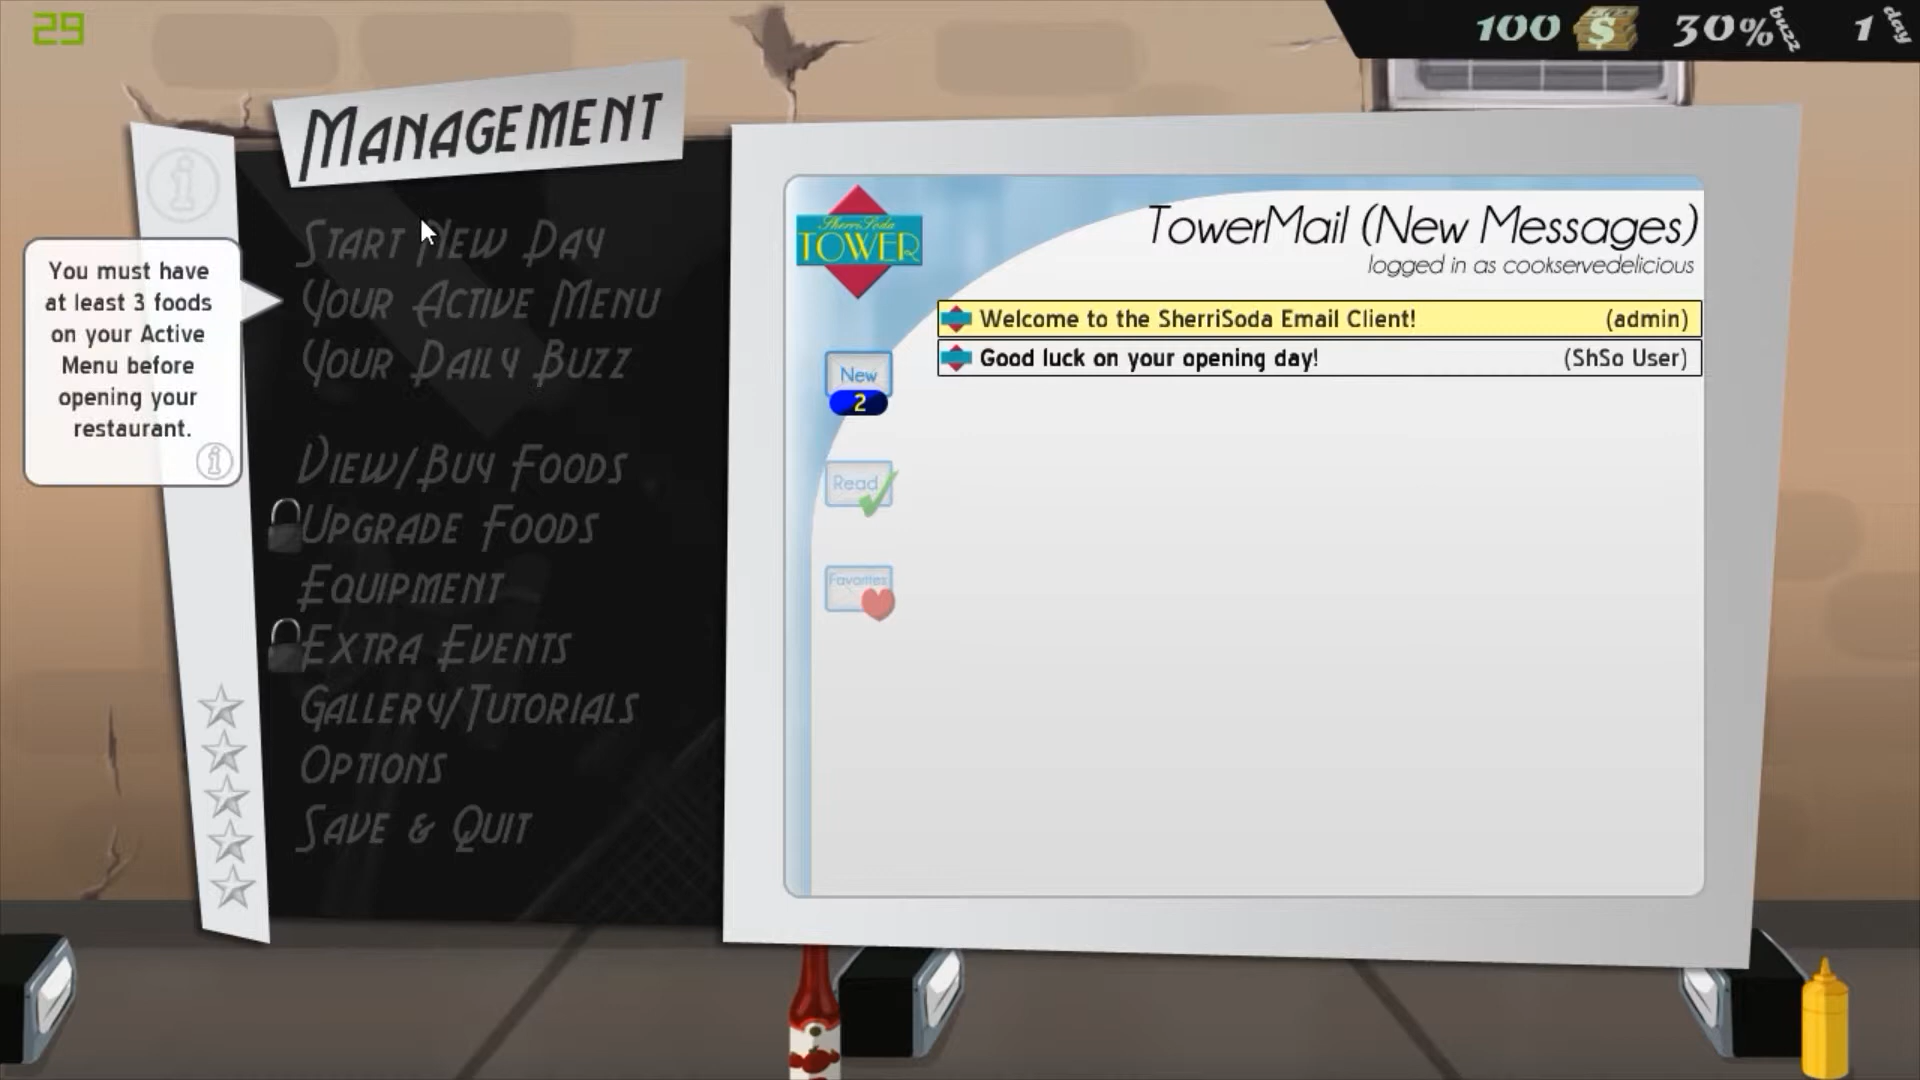 29
100
30% buzz
1 day
MANAGEMENT
START NEW DAY
YOUR ACTIVE MENU
YOUR DAILY BUZZ
VIEW/BUY FOODS
UPGRADE FOODS
EQUIPMENT
EXTRA EVENTS
GALLERY/TUTORIALS
OPTIONS
SAVE & QUIT
You must have
at least 3 foods
on your Active
Menu before
opening your
restaurant.
SherriSoda
TOWER
TowerMail (New Messages)
logged in as cookservedelicious
Welcome to the SherriSoda Email Client! (admin)
Good luck on your opening day! (ShSo User)
New
2
Read
Favorites